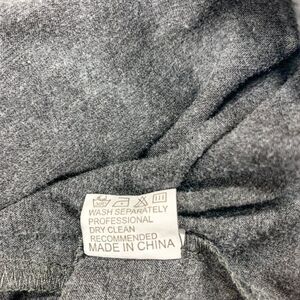 WASH SEPARATELY
PROFESSIONAL
DRY CLEAN
RECOMMENDED
MADE IN CHINA